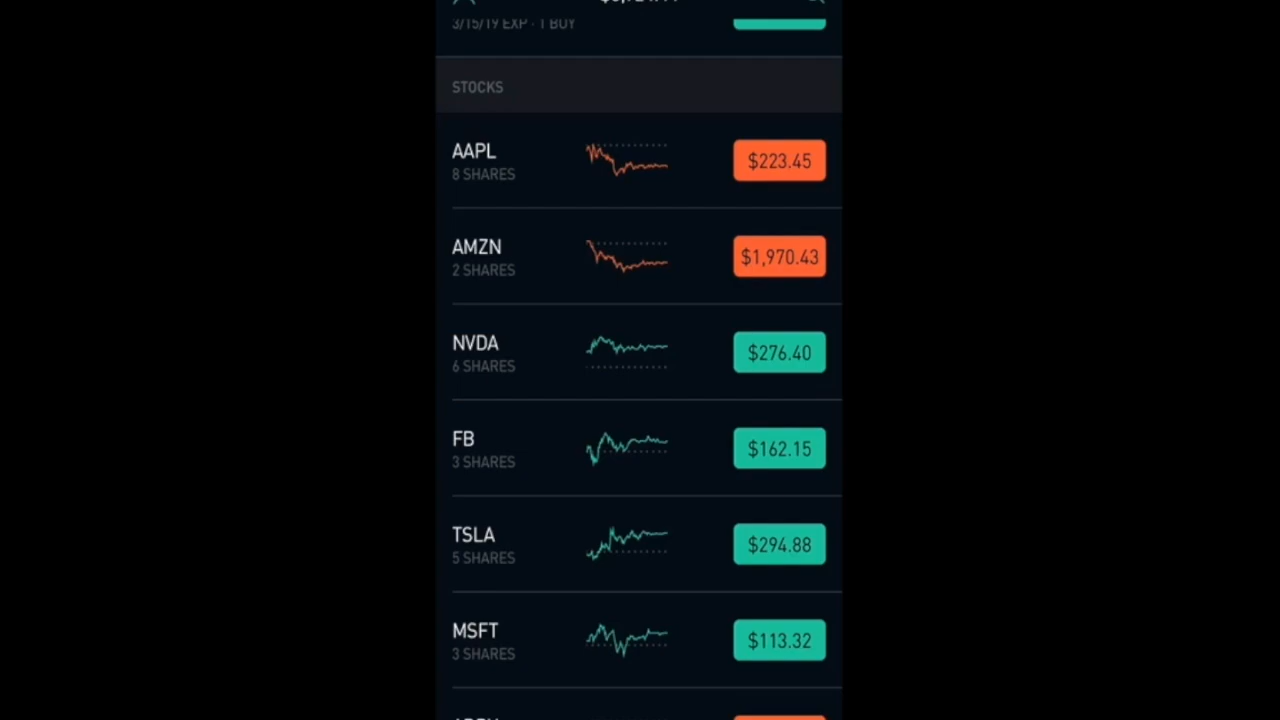 3/15/19 EXP · 1 BUY
STOCKS
AAPL
8 SHARES
$223.45
AMZN
2 SHARES
$1,970.43
NVDA
6 SHARES
$276.40
FB
3 SHARES
$162.15
TSLA
5 SHARES
$294.88
MSFT
3 SHARES
$113.32